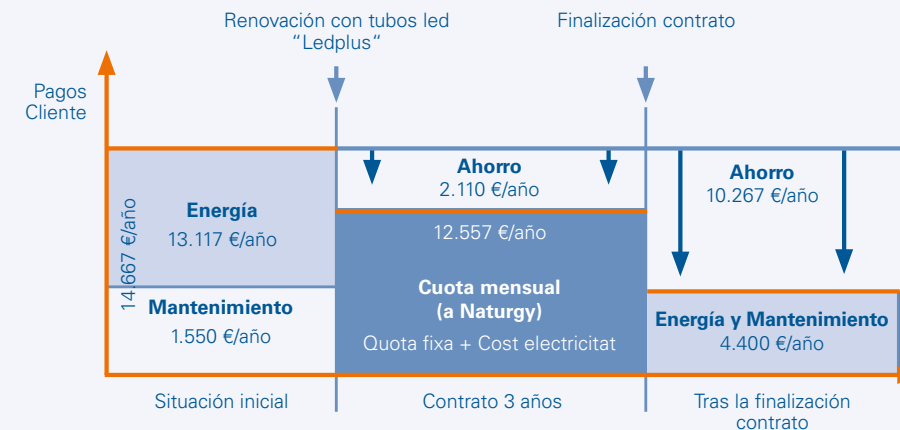 Renovación con tubos led
“Ledplus“
Finalización contrato
Pagos
Cliente
14.667 €/año
Energía
13.117 €/año
Mantenimiento
1.550 €/año
Ahorro
2.110 €/año
12.557 €/año
Cuota mensual
(a Naturgy)
Quota fixa + Cost electricitat
Ahorro
10.267 €/año
Energía y Mantenimiento
4.400 €/año
Situación inicial
Contrato 3 años
Tras la finalización
contrato